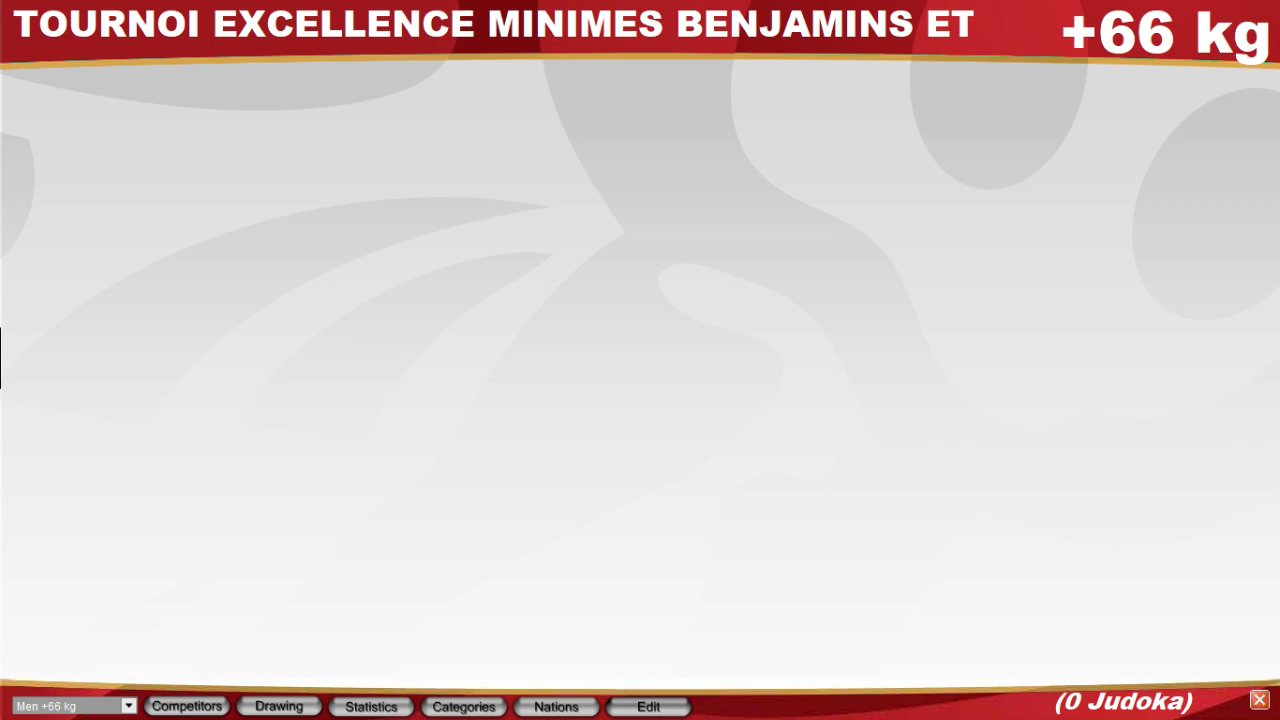 TOURNOI EXCELLENCE MINIMES BENJAMINS ET
+66 kg
Men +66 kg
Competitors
Drawing
Statistics
Categories
Nations
Edit
(0 Judoka)